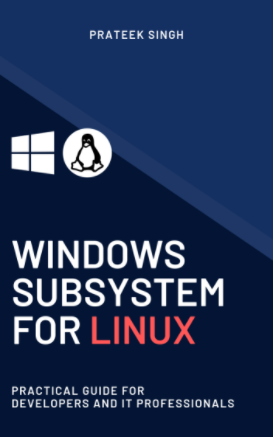 PRATEEK SINGH
WINDOWS
SUBSYSTEM
FOR LINUX
PRACTICAL GUIDE FOR
DEVELOPERS AND IT PROFESSIONALS